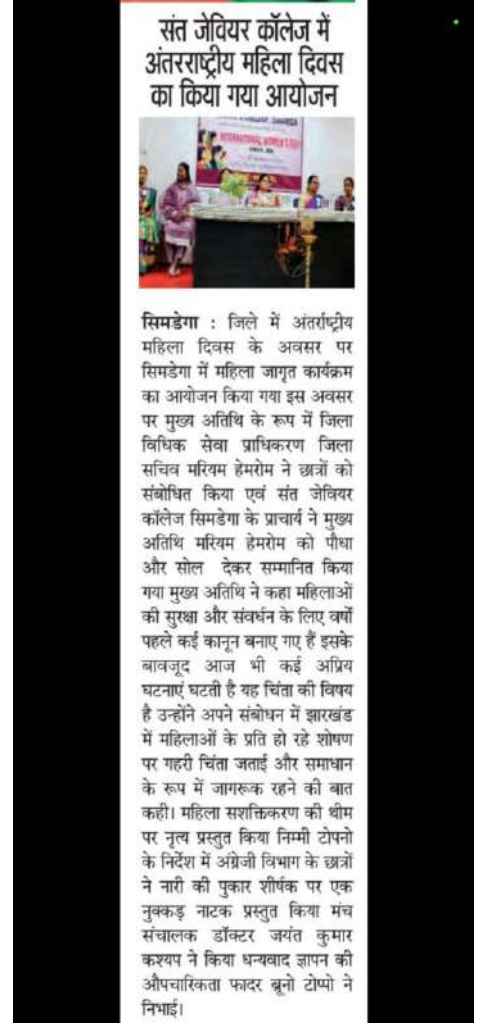 संत जेवियर कॉलेज में
अंतरराष्ट्रीय महिला दिवस
का किया गया आयोजन
INTERNATIONAL WOMEN'S DAY
सिमडेगा : जिले में अंतर्राष्ट्रीय
महिला दिवस के अवसर पर
सिमडेगा में महिला जागृत कार्यक्रम
का आयोजन किया गया इस अवसर
पर मुख्य अतिथि के रूप में जिला
विधिक सेवा प्राधिकरण जिला
सचिव मरियम हेमरोम ने छात्रों को
संबोधित किया एवं संत जेवियर
कॉलेज सिमडेगा के प्राचार्य ने मुख्य
अतिथि मरियम हेमरोम को पौधा
और सोल देकर सम्मानित किया
गया मुख्य अतिथि ने कहा महिलाओं
की सुरक्षा और संवर्धन के लिए वर्षों
पहले कई कानून बनाए गए हैं इसके
बावजूद आज भी कई अप्रिय
घटनाएं घटती है यह चिंता की विषय
है उन्होंने अपने संबोधन में झारखंड
में महिलाओं के प्रति हो रहे शोषण
पर गहरी चिंता जताई और समाधान
के रूप में जागरूक रहने की बात
कही। महिला सशक्तिकरण की थीम
पर नृत्य प्रस्तुत किया निम्मी टोपनो
के निर्देश में अंग्रेजी विभाग के छात्रों
ने नारी की पुकार शीर्षक पर एक
नुक्कड़ नाटक प्रस्तुत किया मंच
संचालक डॉक्टर जयंत कुमार
कश्यप ने किया धन्यवाद ज्ञापन की
औपचारिकता फादर ब्रूनो टोप्पो ने
निभाई।